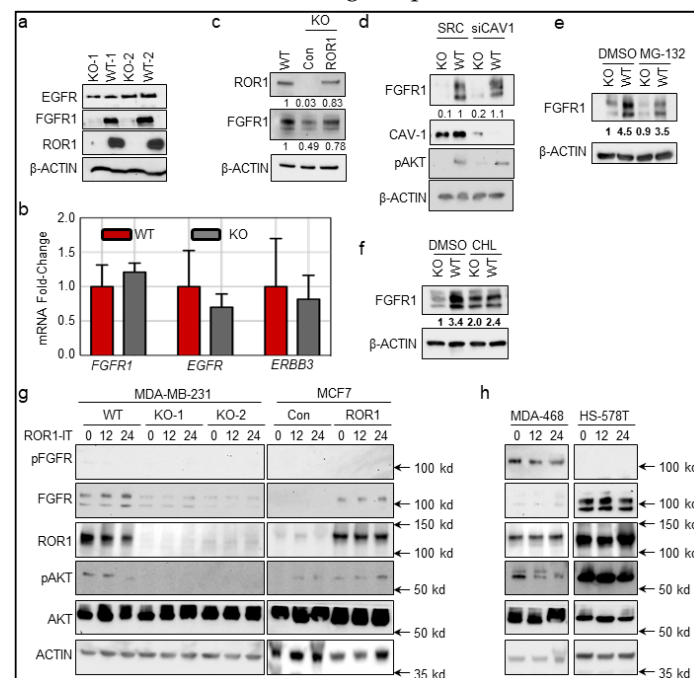 a
KO-1
WT-1
KO-2
WT-2
EGFR
FGFR1
ROR1
β-ACTIN
c
KO
WT
Con
ROR1
ROR1
1 0.03 0.83
FGFR1
1 0.49 0.78
β-ACTIN
d
SRC siCAV1
KO
WT
KO
WT
FGFR1
0.1 1 0.2 1.1
CAV-1
pAKT
β-ACTIN
e
DMSO MG-132
KO
WT
KO
WT
FGFR1
1 4.5 0.9 3.5
β-ACTIN
b
mRNA Fold-Change
2.0
1.5
1.0
0.5
0.0
WT
KO
FGFR1 EGFR ERBB3
f
DMSO CHL
KO
WT
KO
WT
FGFR1
1 3.4 2.0 2.4
β-ACTIN
g
MDA-MB-231 MCF7
WT KO-1 KO-2 Con ROR1
ROR1-IT 0 12 24 0 12 24 0 12 24 0 12 24 0 12 24
pFGFR
← 100 kd
FGFR
← 100 kd
ROR1
← 150 kd
← 100 kd
pAKT
← 50 kd
AKT
← 50 kd
ACTIN
← 35 kd
h
MDA-468 HS-578T
0 12 24 0 12 24
← 100 kd
← 100 kd
← 150 kd
← 100 kd
← 50 kd
← 50 kd
← 35 kd